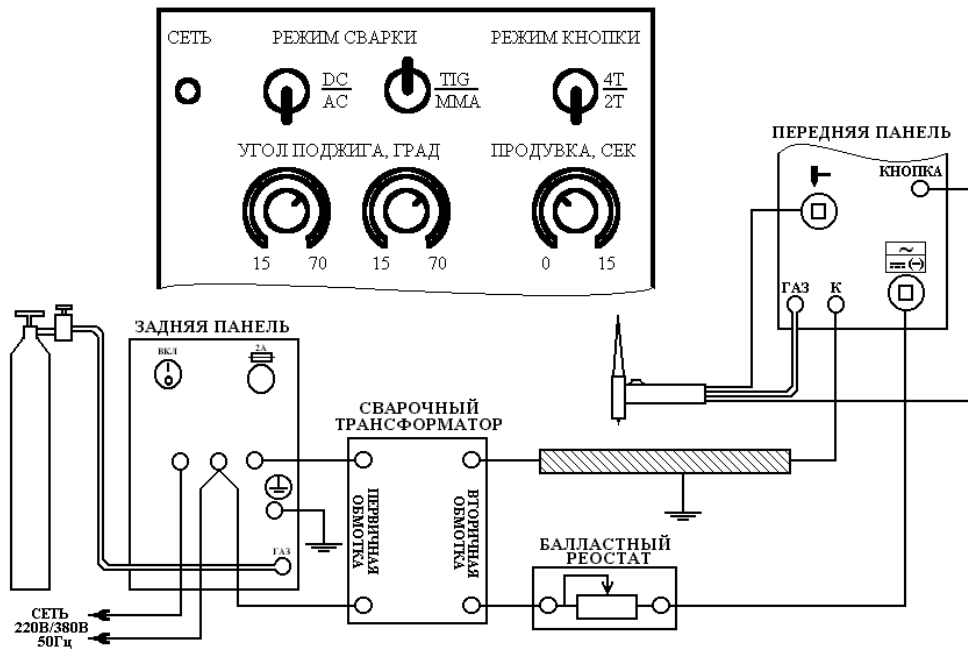 СЕТЬ
РЕЖИМ СВАРКИ
РЕЖИМ КНОПКИ
DC
AC
TIG
MMA
4T
2T
УГОЛ ПОДЖИГА, ГРАД
ПРОДУВКА, СЕК
15
70
15
70
0
15
ПЕРЕДНЯЯ ПАНЕЛЬ
КНОПКА
~
(-)
ГАЗ
К
ЗАДНЯЯ ПАНЕЛЬ
ВКЛ
2А
ГАЗ
СЕТЬ
220В/380В
50Гц
СВАРОЧНЫЙ
ТРАНСФОРМАТОР
ПЕРВИЧНАЯ
ОБМОТКА
ВТОРИЧНАЯ
ОБМОТКА
БАЛЛАСТНЫЙ
РЕОСТАТ